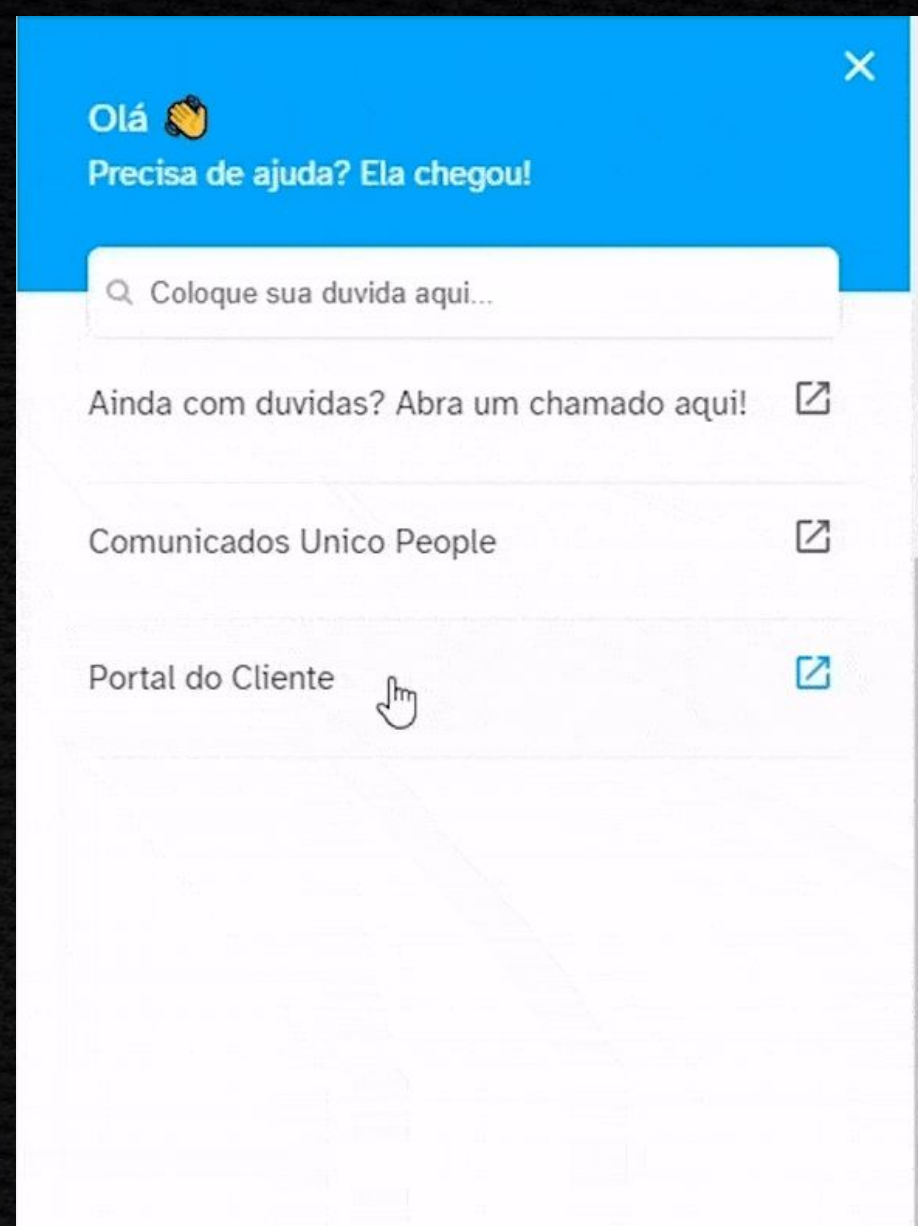 Olá 👋
Precisa de ajuda? Ela chegou!
Coloque sua duvida aqui...
Ainda com duvidas? Abra um chamado aqui!
Comunicados Unico People
Portal do Cliente